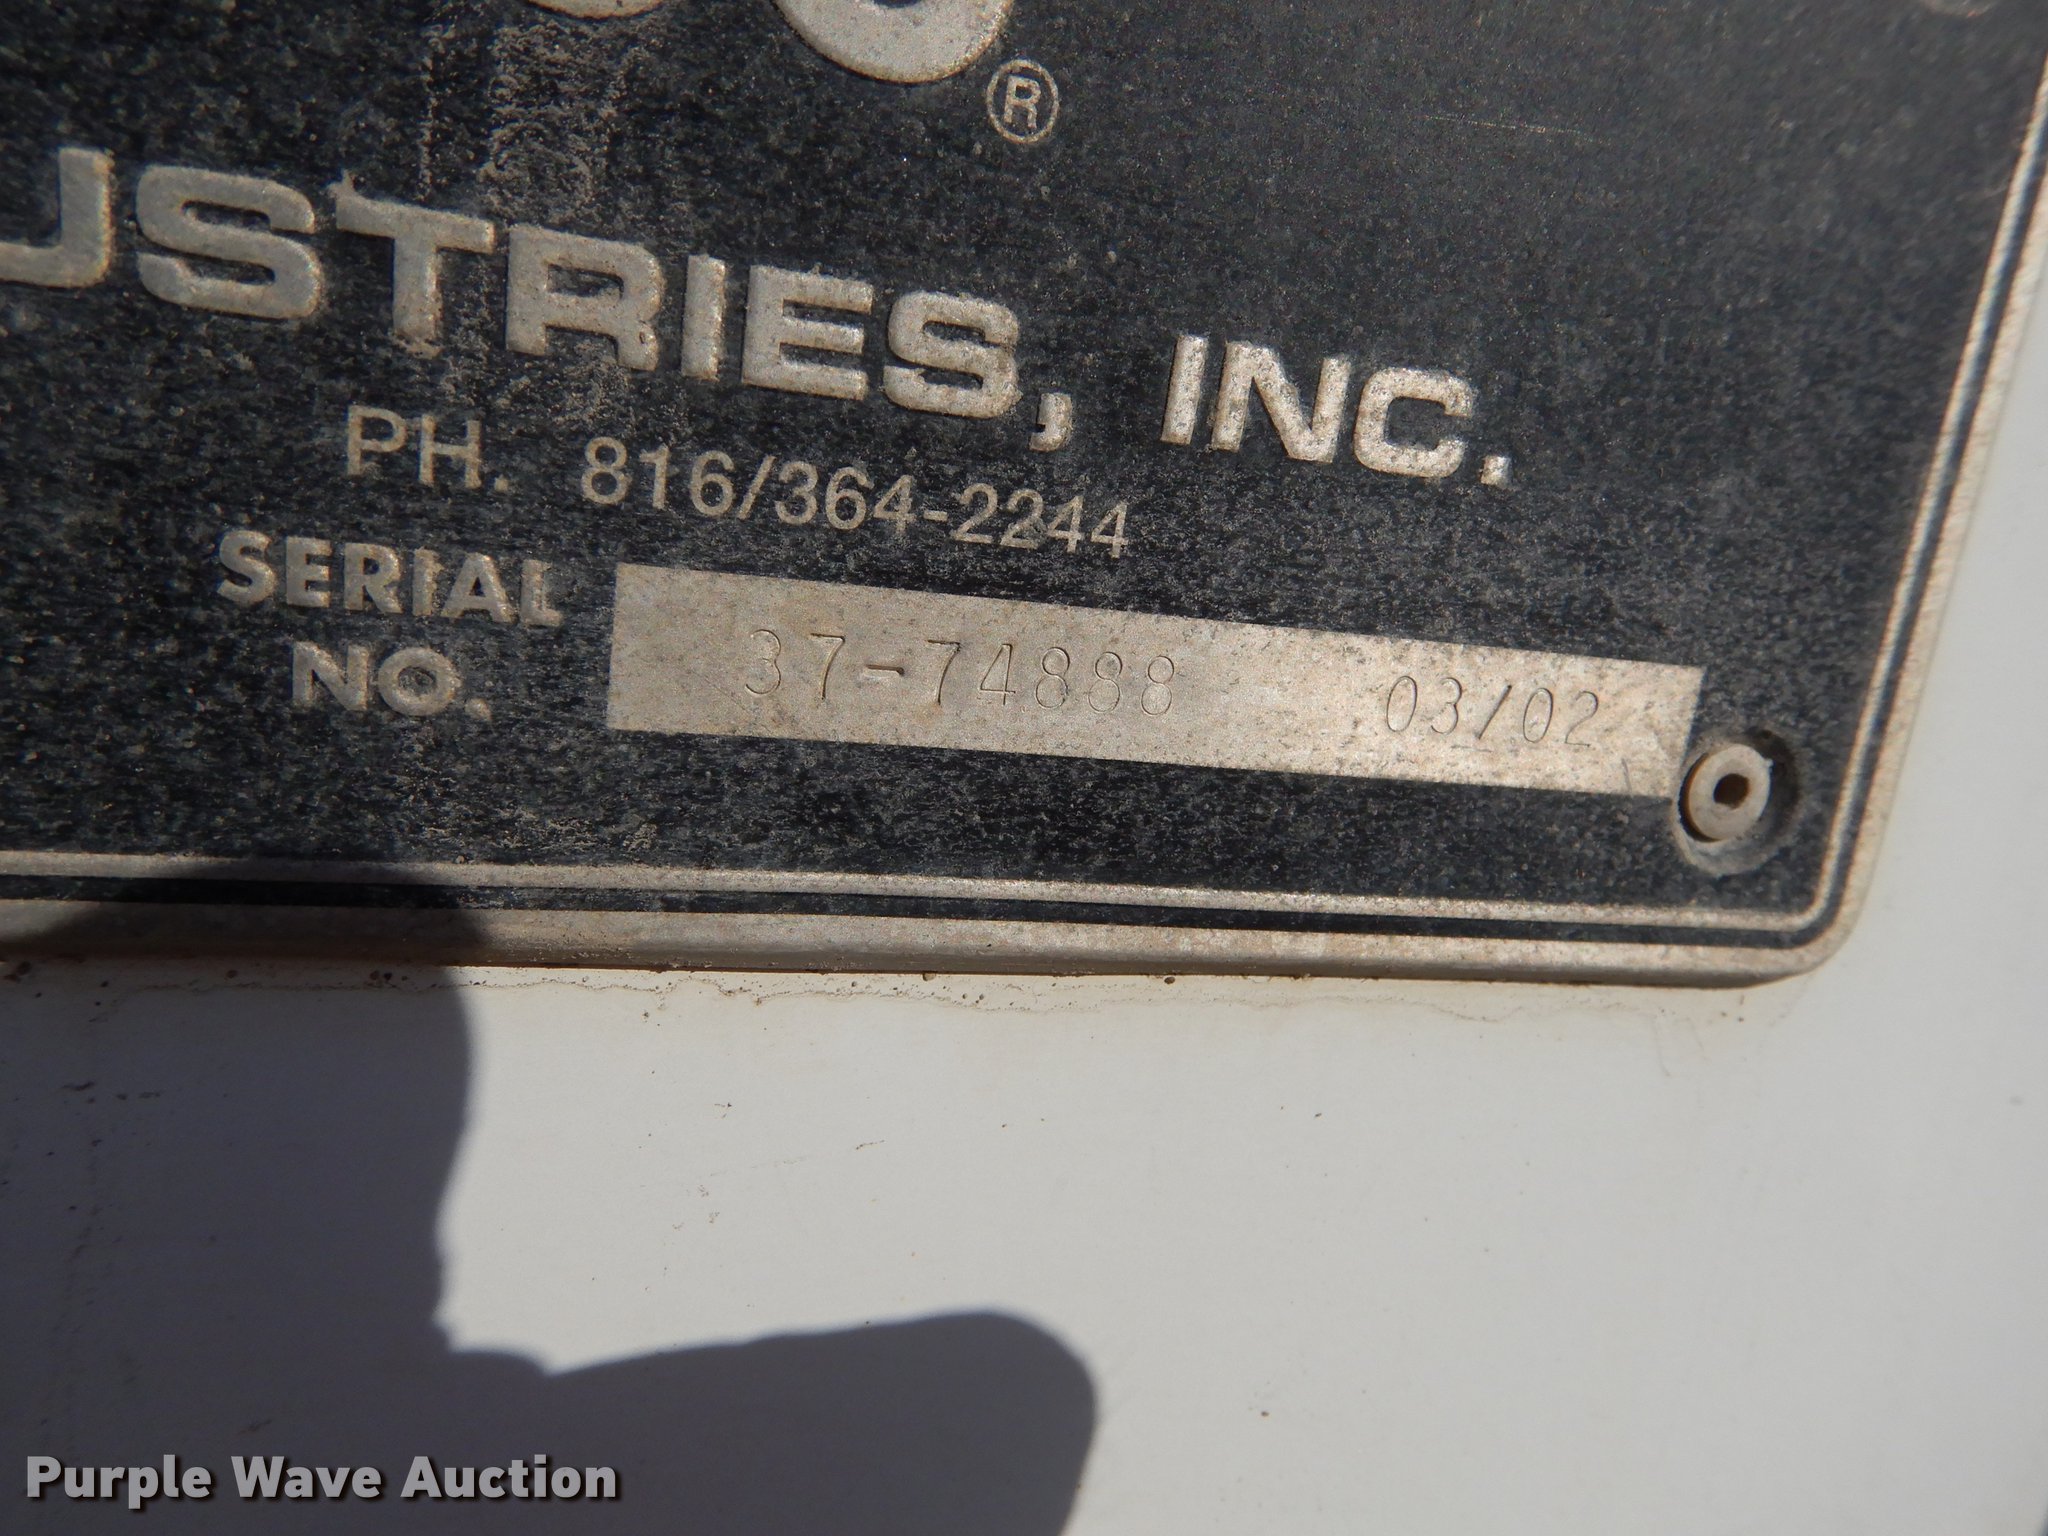 ®
USTRIES, INC.
PH. 816/364-2244
SERIAL
NO.
37-74888 03/02
Purple Wave Auction